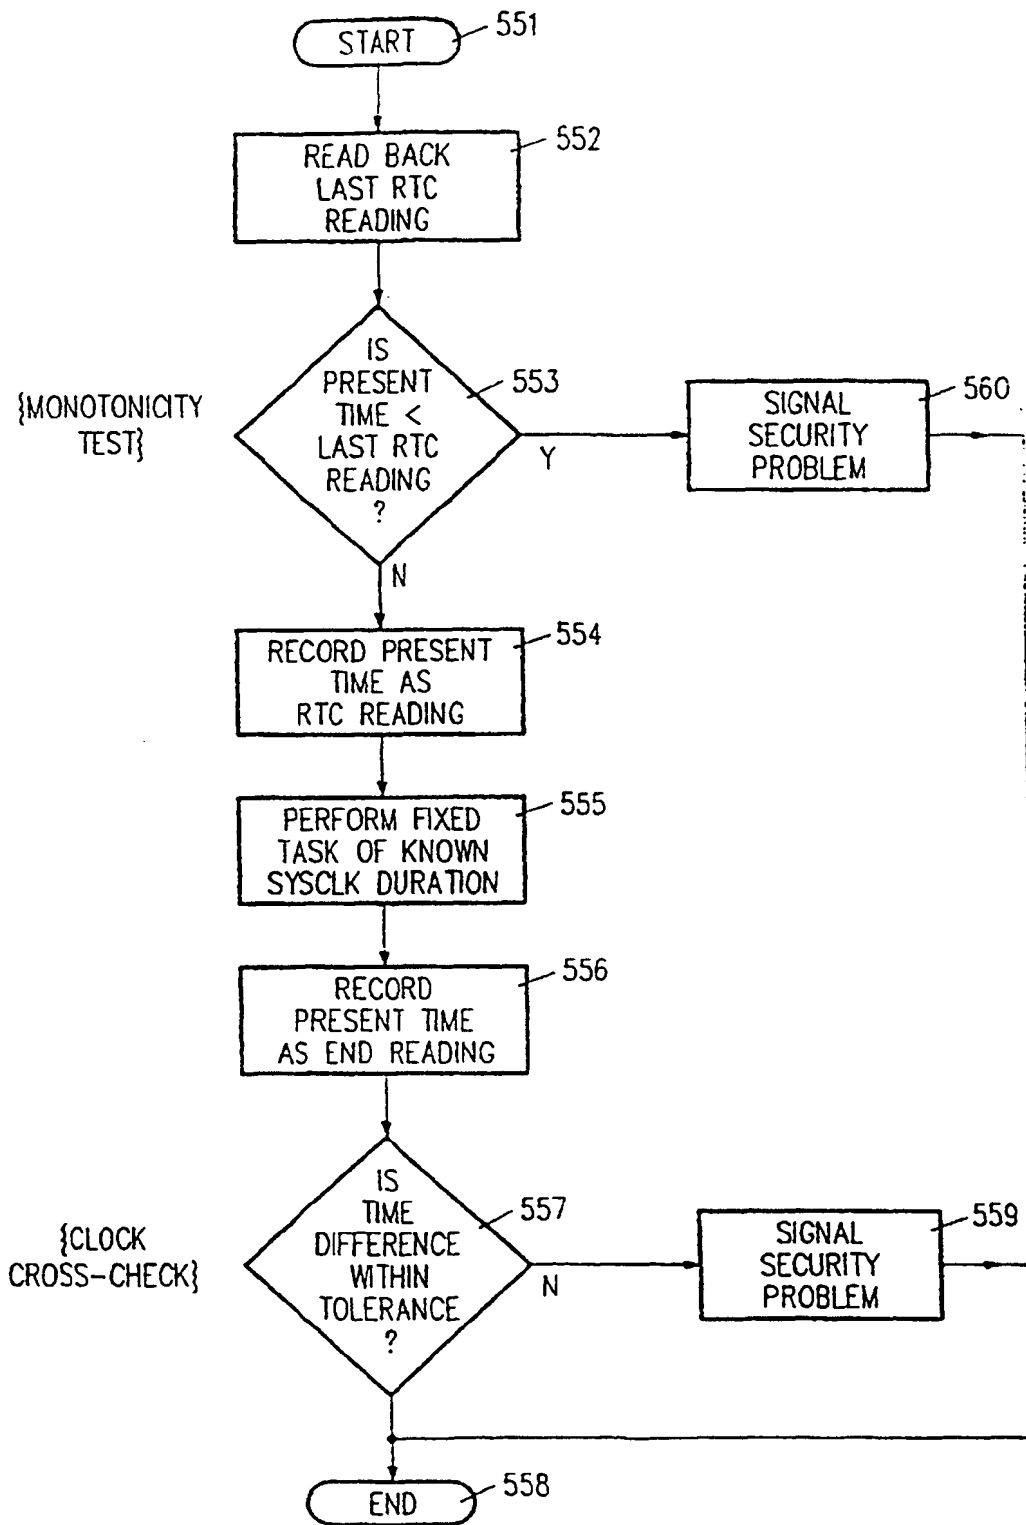 START
551
READ BACK
LAST RTC
READING
552
{MONOTONICITY
TEST}
IS
PRESENT
TIME <
LAST RTC
READING
?
553
Y
SIGNAL
SECURITY
PROBLEM
560
N
RECORD PRESENT
TIME AS
RTC READING
554
PERFORM FIXED
TASK OF KNOWN
SYSCLK DURATION
555
RECORD
PRESENT TIME
AS END READING
556
{CLOCK
CROSS-CHECK}
IS
TIME
DIFFERENCE
WITHIN
TOLERANCE
?
557
N
SIGNAL
SECURITY
PROBLEM
559
END
558